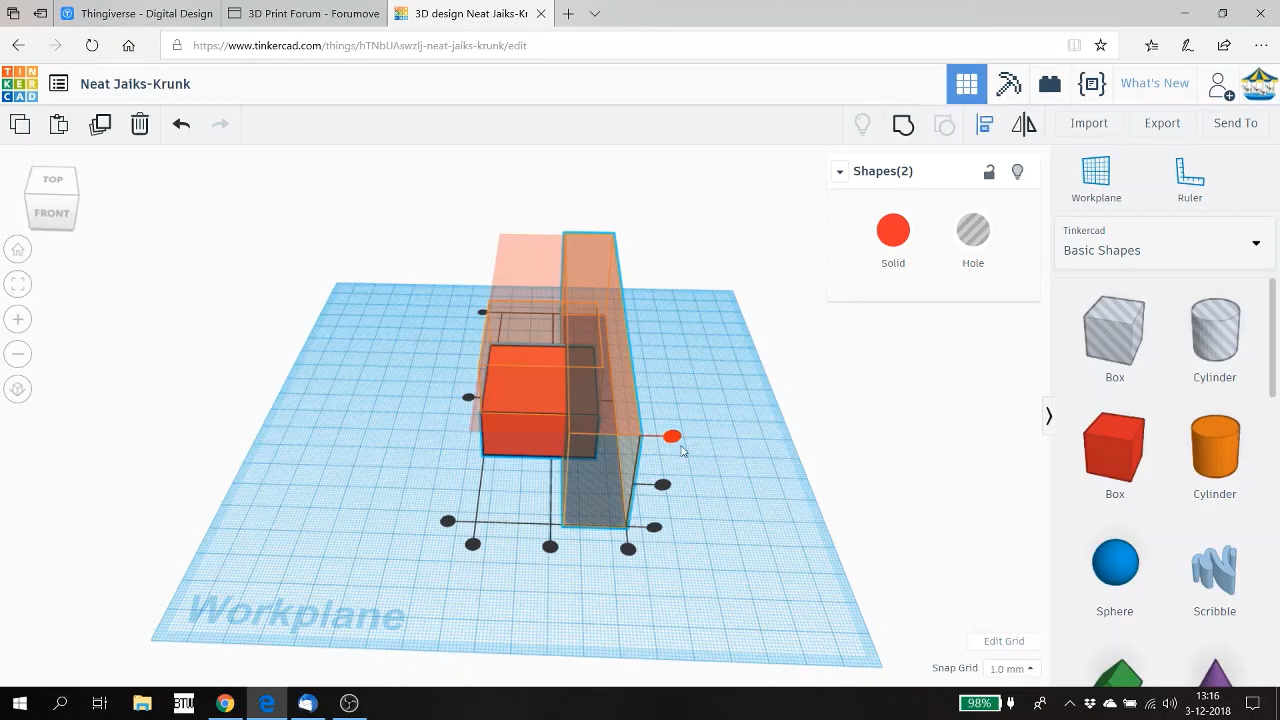 Thingiverse - Digital Design
3D Print Forum - Forumove
3D design Neat Jaiks-Kr
https://www.tinkercad.com/things/hTNbUAswzlj-neat-jaiks-krunk/edit
TIN
KER
CAD
Neat Jaiks-Krunk
What's New
Import
Export
Send To
TOP
FRONT
Shapes(2)
Solid
Hole
Workplane
Ruler
Tinkercad
Basic Shapes
Box
Cylinder
Box
Cylinder
Sphere
Scribble
Workplane
Edit Grid
Snap Grid
1.0 mm
98%
13:16
3-12-2018